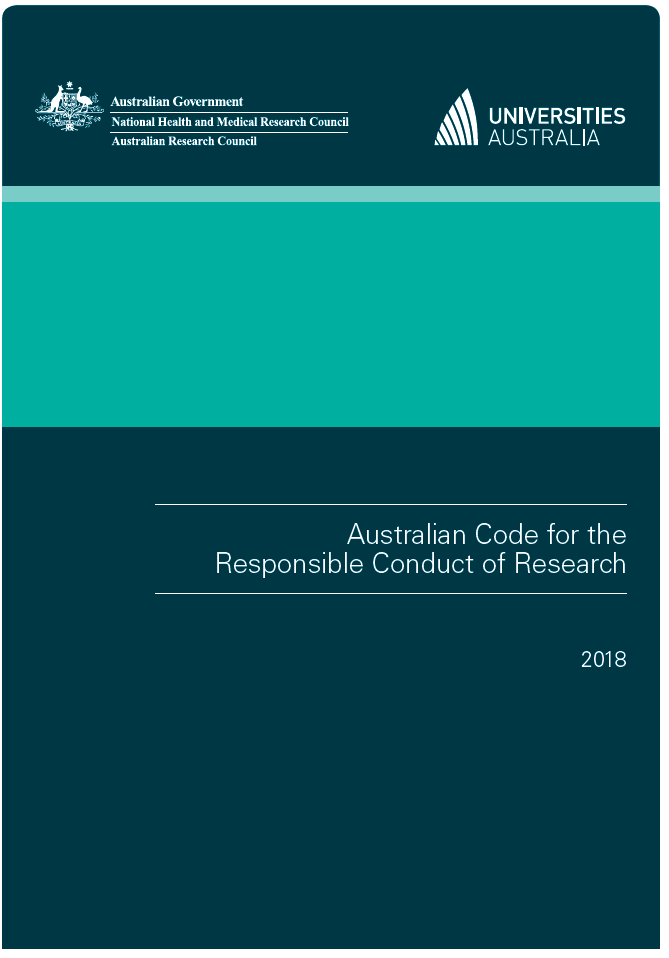 Australian Government
National Health and Medical Research Council
Australian Research Council
UNIVERSITIES
AUSTRALIA
Australian Code for the
Responsible Conduct of Research
2018